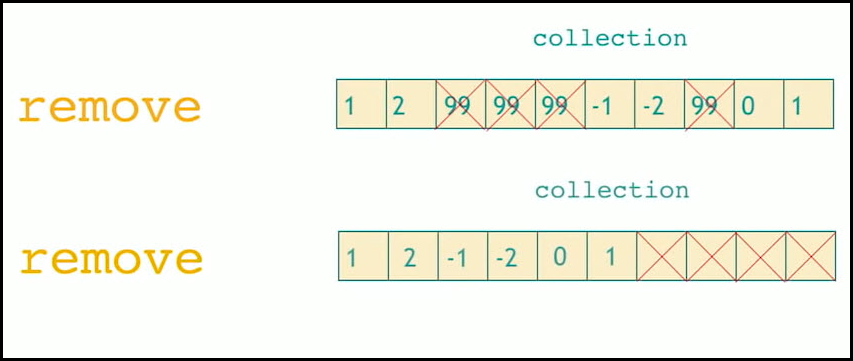 collection
remove 1 2 99 99 99 -1 -2 99 0 1
collection
remove 1 2 -1 -2 0 1